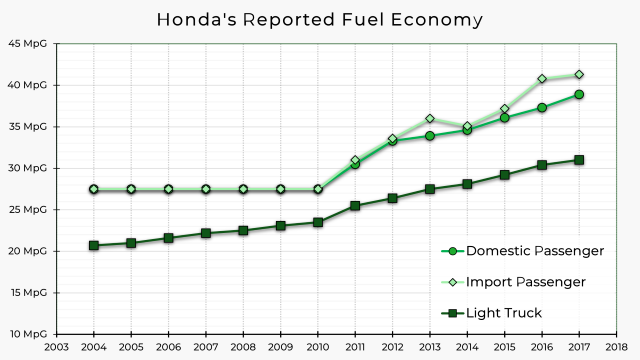 Honda's Reported Fuel Economy
45 MpG
40 MpG
35 MpG
30 MpG
25 MpG
20 MpG
15 MpG
10 MpG
Domestic Passenger
Import Passenger
Light Truck
2003 2004 2005 2006 2007 2008 2009 2010 2011 2012 2013 2014 2015 2016 2017 2018